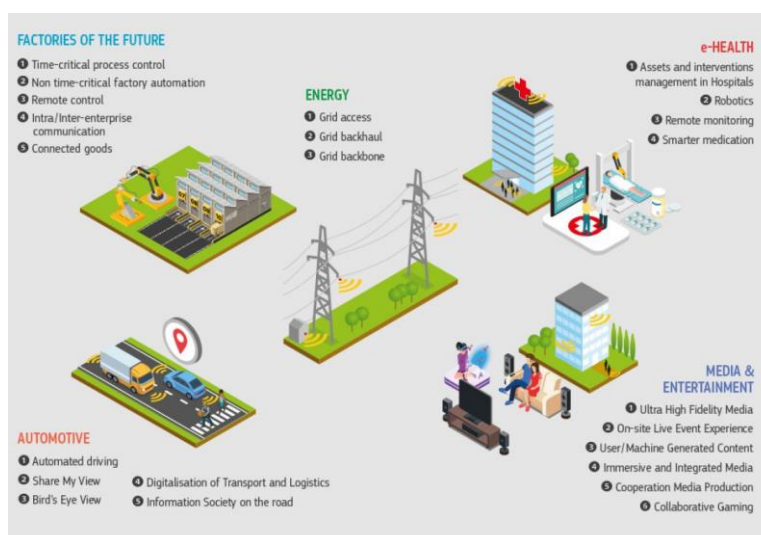 FACTORIES OF THE FUTURE
❶ Time-critical process control
❷ Non time-critical factory automation
❸ Remote control
❹ Intra/Inter-enterprise
communication
❺ Connected goods
ENERGY
❶ Grid access
❷ Grid backhaul
❸ Grid backbone
e-HEALTH
❶ Assets and interventions
management in Hospitals
❷ Robotics
❸ Remote monitoring
❹ Smarter medication
AUTOMOTIVE
❶ Automated driving
❷ Share My View
❸ Bird's Eye View
❹ Digitalisation of Transport and Logistics
❺ Information Society on the road
MEDIA &
ENTERTAINMENT
❶ Ultra High Fidelity Media
❷ On-site Live Event Experience
❸ User/Machine Generated Content
❹ Immersive and Integrated Media
❺ Cooperation Media Production
❻ Collaborative Gaming